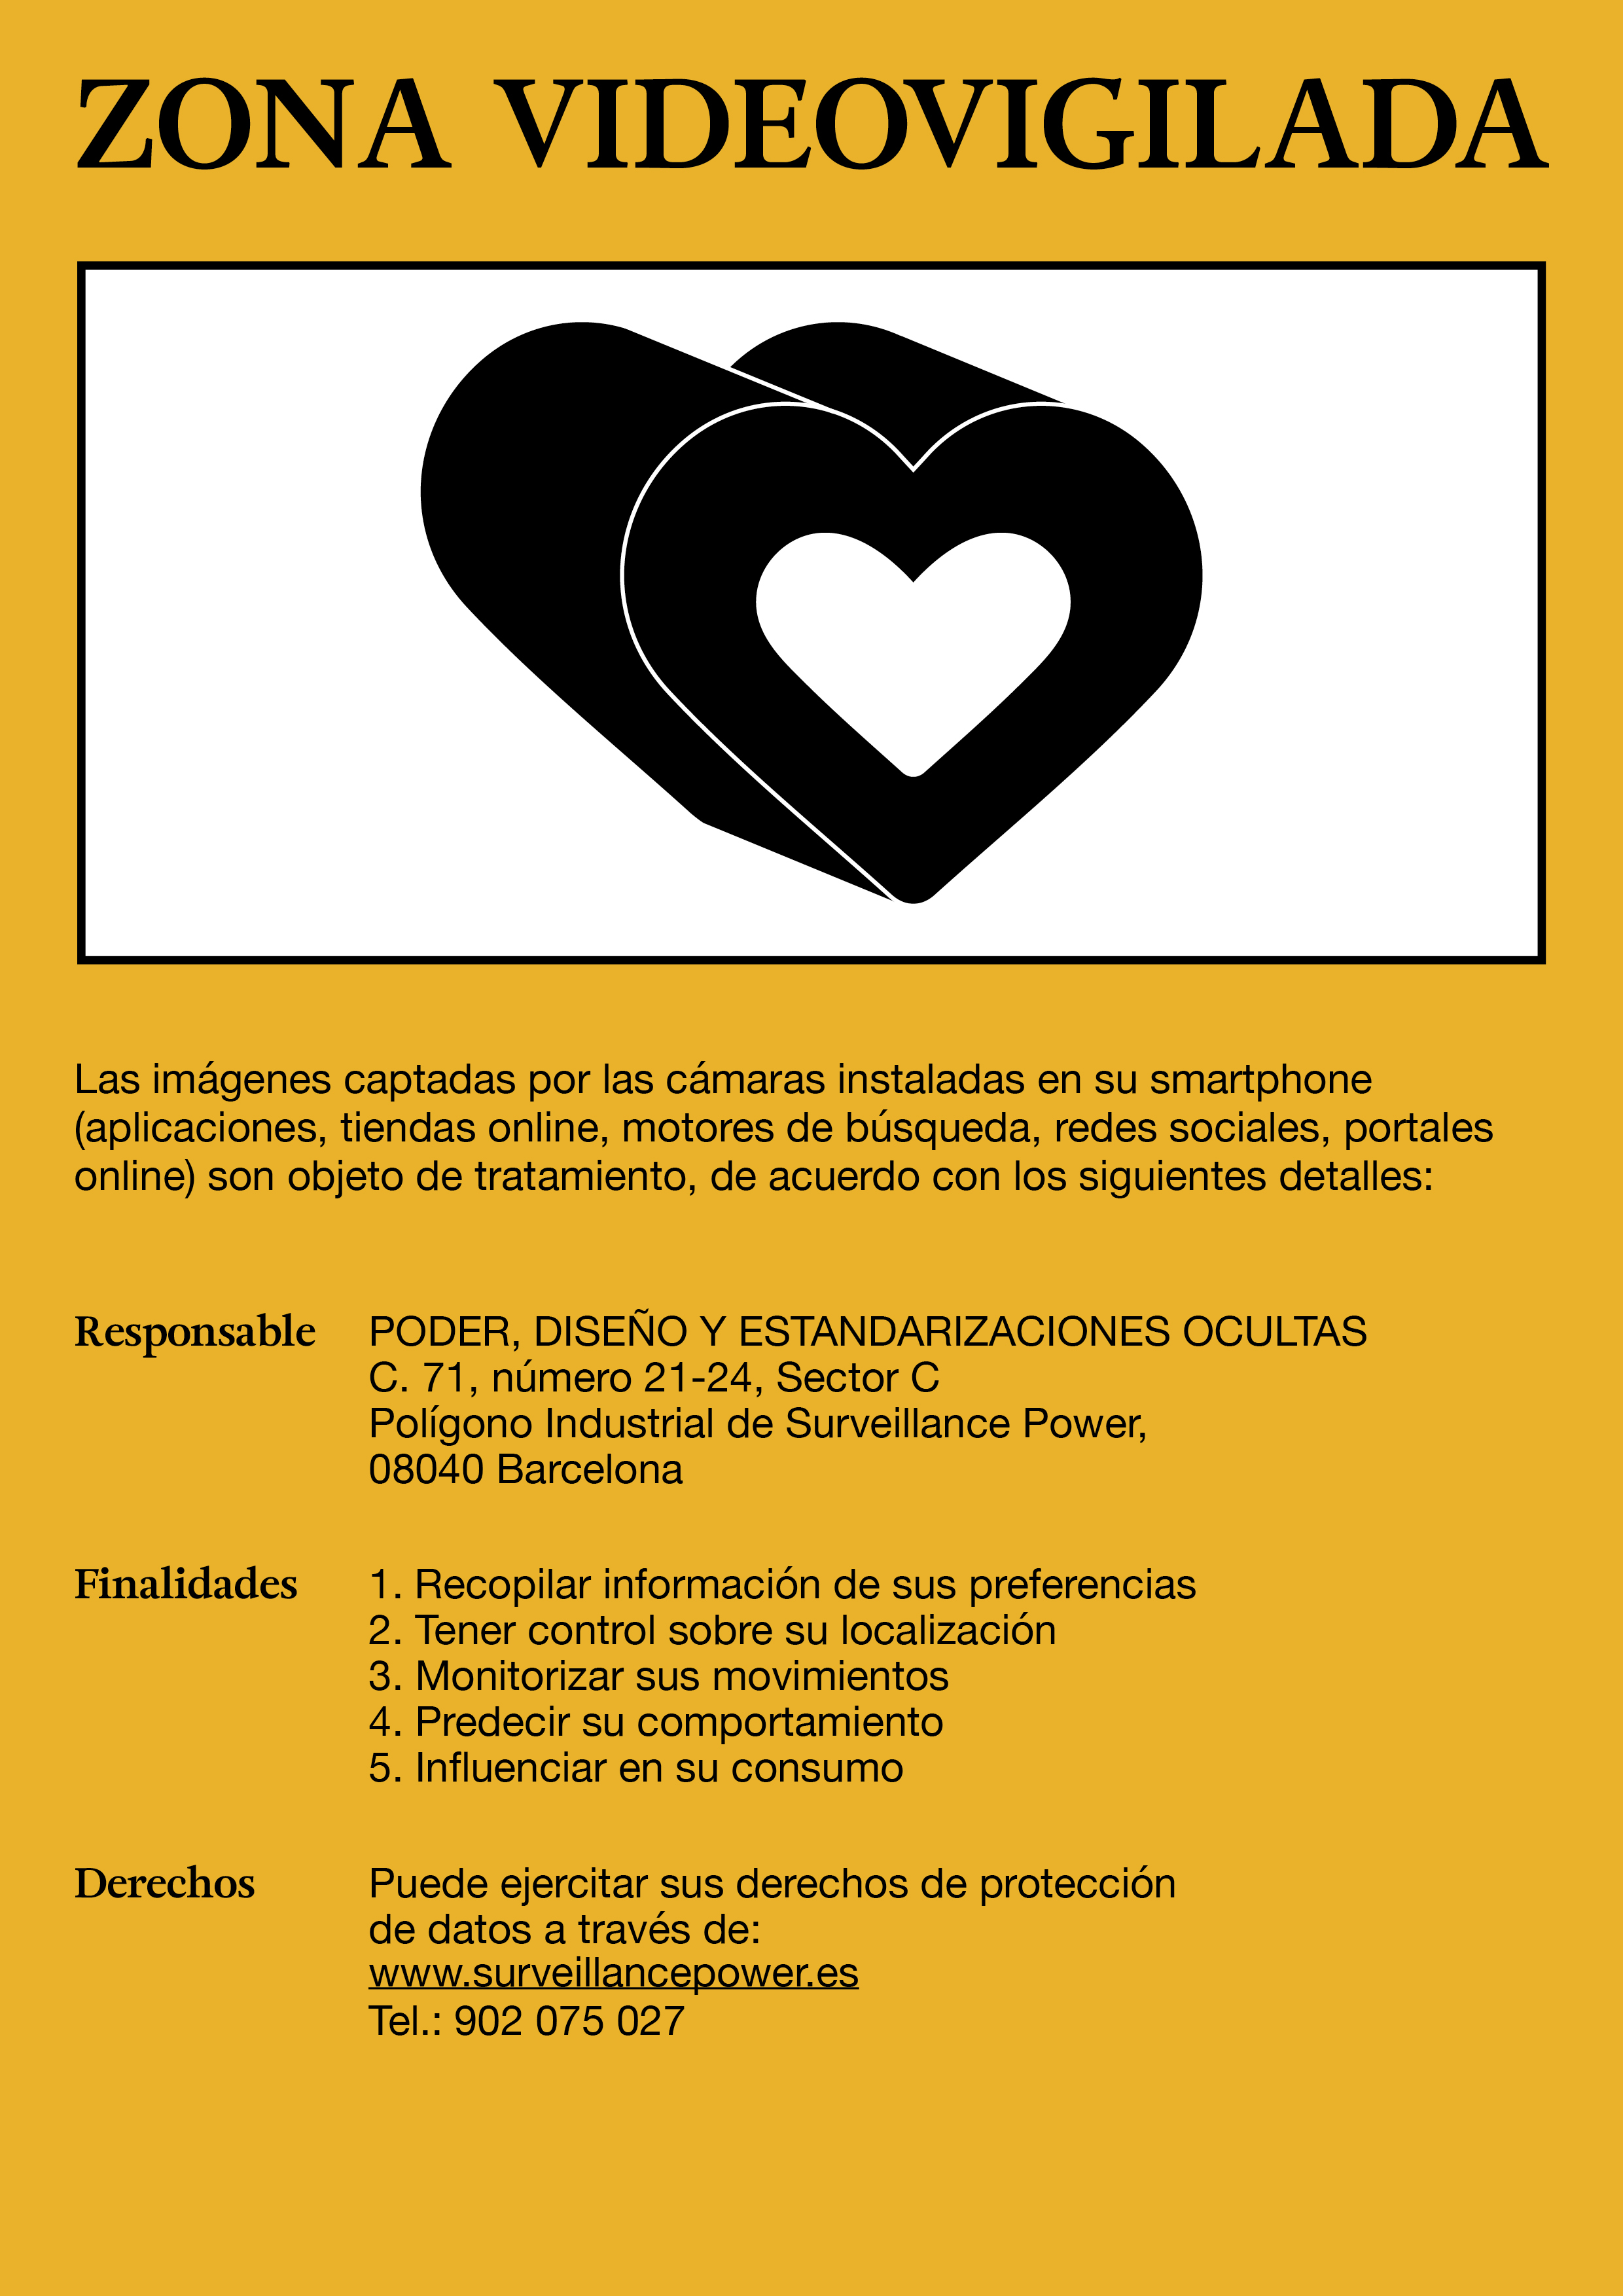 ZONA VIDEOVIGILADA
Las imágenes captadas por las cámaras instaladas en su smartphone
(aplicaciones, tiendas online, motores de búsqueda, redes sociales, portales
online) son objeto de tratamiento, de acuerdo con los siguientes detalles:
Responsable PODER, DISEÑO Y ESTANDARIZACIONES OCULTAS
C. 71, número 21-24, Sector C
Polígono Industrial de Surveillance Power,
08040 Barcelona
Finalidades 1. Recopilar información de sus preferencias
2. Tener control sobre su localización
3. Monitorizar sus movimientos
4. Predecir su comportamiento
5. Influenciar en su consumo
Derechos Puede ejercitar sus derechos de protección
de datos a través de:
www.surveillancepower.es
Tel.: 902 075 027